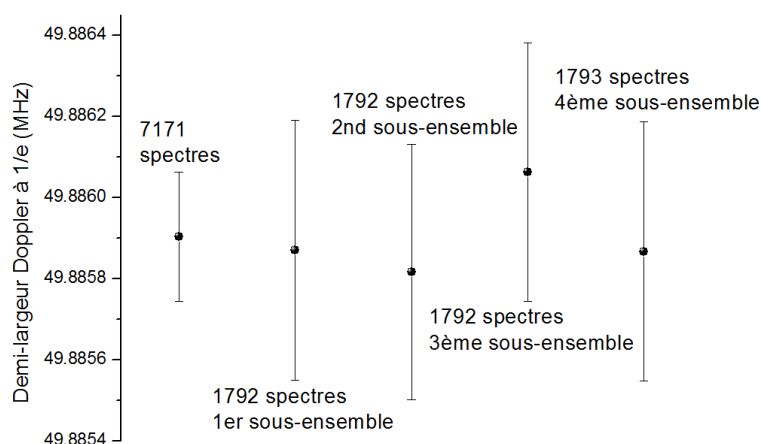 49.8864
49.8862
49.8860
49.8858
49.8856
49.8854
Demi-largeur Doppler à 1/e (MHz)
7171
spectres
1792 spectres
1er sous-ensemble
1792 spectres
2nd sous-ensemble
1792 spectres
3ème sous-ensemble
1793 spectres
4ème sous-ensemble